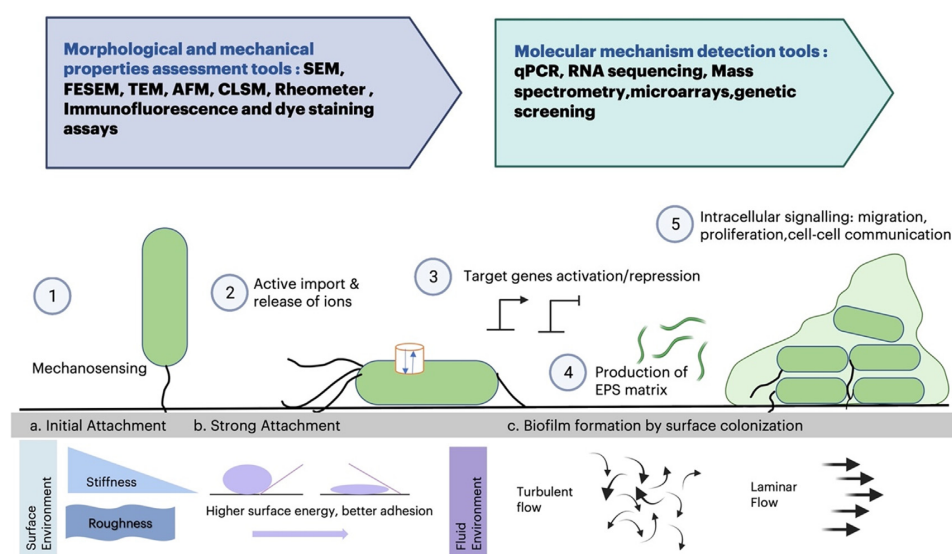 Morphological and mechanical
properties assessment tools : SEM,
FESEM, TEM, AFM, CLSM, Rheometer ,
Immunofluorescence and dye staining
assays
Molecular mechanism detection tools :
qPCR, RNA sequencing, Mass
spectrometry,microarrays,genetic
screening
1
Mechanosensing
2
Active import &
release of ions
3
Target genes activation/repression
4
Production of
EPS matrix
5
Intracellular signalling: migration,
proliferation,cell-cell communication
a. Initial Attachment
b. Strong Attachment
c. Biofilm formation by surface colonization
Surface
Environment
Stiffness
Roughness
Higher surface energy, better adhesion
Fluid
Environment
Turbulent
flow
Laminar
Flow